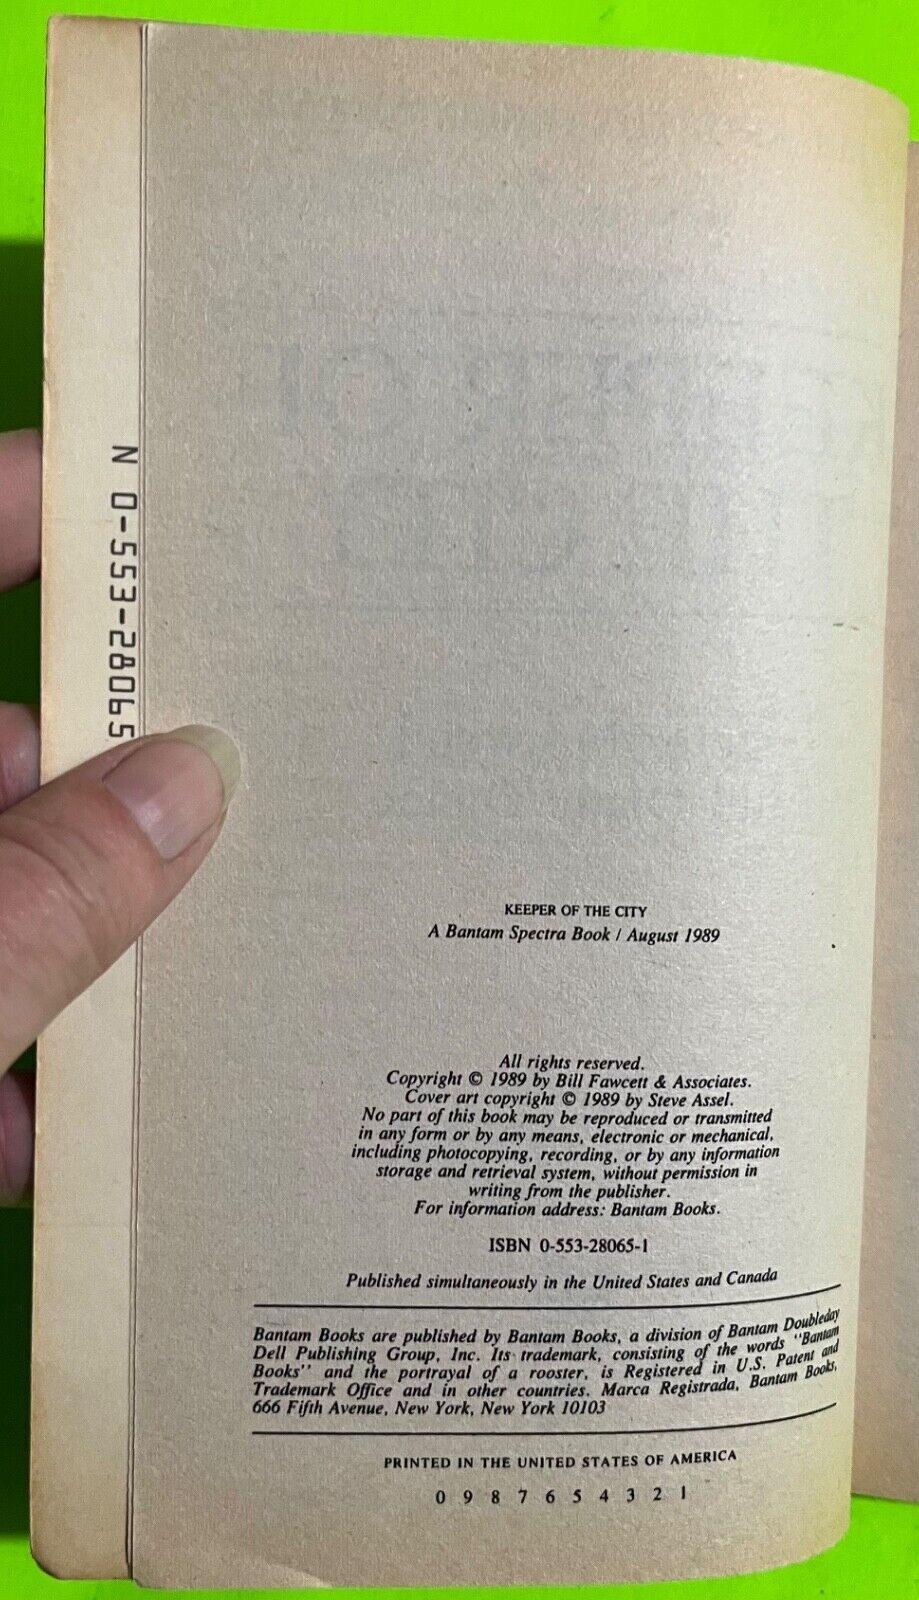 N 0-553-28065
KEEPER OF THE CITY
A Bantam Spectra Book / August 1989
All rights reserved.
Copyright © 1989 by Bill Fawcett & Associates.
Cover art copyright © 1989 by Steve Assel.
No part of this book may be reproduced or transmitted
in any form or by any means, electronic or mechanical,
including photocopying, recording, or by any information
storage and retrieval system, without permission in
writing from the publisher.
For information address: Bantam Books.
ISBN 0-553-28065-1
Published simultaneously in the United States and Canada
Bantam Books are published by Bantam Books, a division of Bantam Doubleday
Dell Publishing Group, Inc. Its trademark, consisting of the words "Bantam
Books" and the portrayal of a rooster, is Registered in U.S. Patent and
Trademark Office and in other countries. Marca Registrada, Bantam Books,
666 Fifth Avenue, New York, New York 10103
PRINTED IN THE UNITED STATES OF AMERICA
0 9 8 7 6 5 4 3 2 1